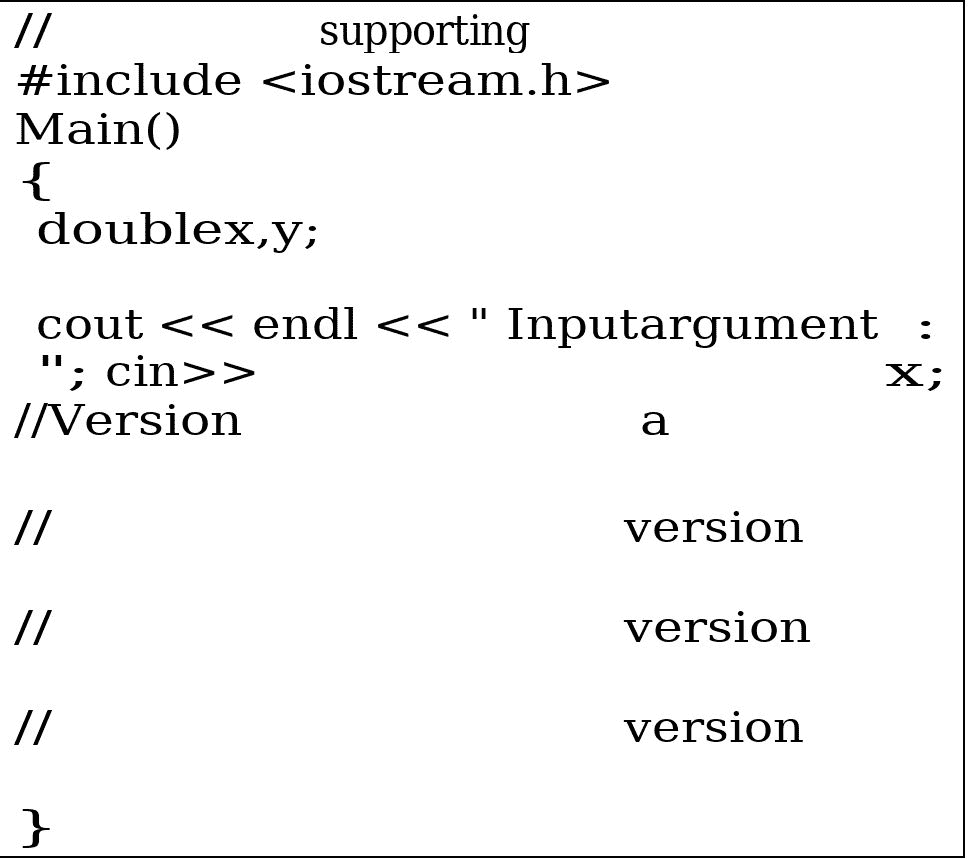 // supporting
#include <iostream.h>
Main()
{
doublex,y;
cout << endl << " Inputargument :
"; cin>> x;
//Version a
// version
// version
// version
}